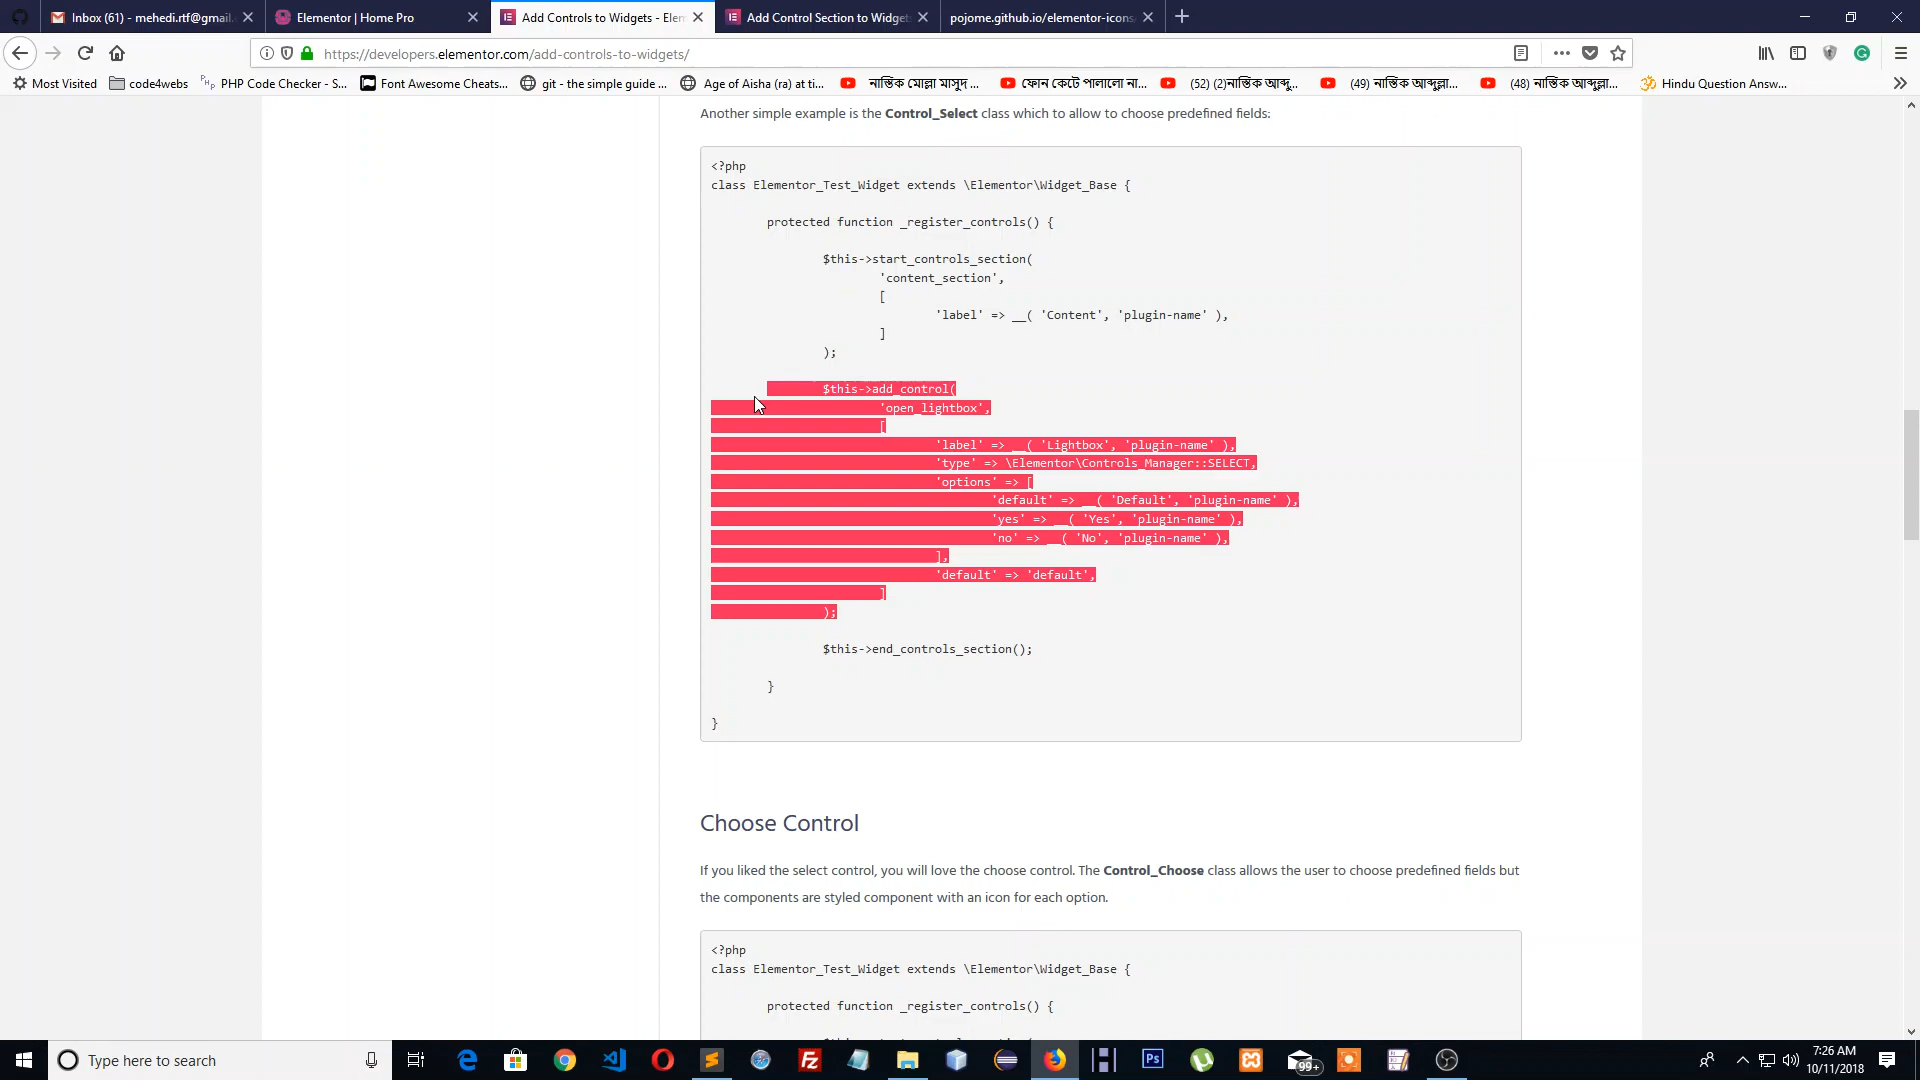 Inbox (61) - mehedi.rtf@gmail.
Elementor | Home Pro
Add Controls to Widgets - Elem
Add Control Section to Widget
pojome.github.io/elementor-icons
https://developers.elementor.com/add-controls-to-widgets/
Most Visited
code4webs
PHP Code Checker - S...
Font Awesome Cheats...
git - the simple guide ...
Age of Aisha (ra) at ti...
নাস্তিক মোল্লা মাসুদ ...
ফোন কেটে পালালো না...
(52) (2)নাস্তিক আব্দু...
(49) নাস্তিক আব্দুল্লা...
(48) নাস্তিক আব্দুল্লা...
Hindu Question Answ...
Another simple example is the Control_Select class which to allow to choose predefined fields:
<?php
class Elementor_Test_Widget extends \Elementor\Widget_Base {
protected function _register_controls() {
$this->start_controls_section(
'content_section',
[
'label' => __( 'Content', 'plugin-name' ),
]
);
$this->add_control(
'open_lightbox',
[
'label' => __( 'Lightbox', 'plugin-name' ),
'type' => \Elementor\Controls_Manager::SELECT,
'options' => [
'default' => __( 'Default', 'plugin-name' ),
'yes' => __( 'Yes', 'plugin-name' ),
'no' => __( 'No', 'plugin-name' ),
],
'default' => 'default',
]
);
$this->end_controls_section();
}
}
Choose Control
If you liked the select control, you will love the choose control. The Control_Choose class allows the user to choose predefined fields but
the components are styled component with an icon for each option.
<?php
class Elementor_Test_Widget extends \Elementor\Widget_Base {
protected function _register_controls() {
Type here to search
99+
7:26 AM
10/11/2018